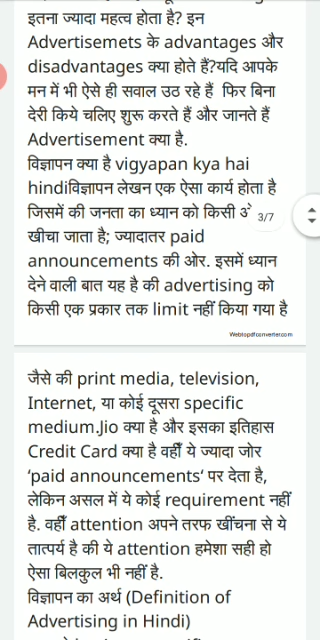 इतना ज्यादा महत्व होता है? इन
Advertisemets के advantages और
disadvantages क्या होते हैं?यदि आपके
मन में भी ऐसे ही सवाल उठ रहे हैं  फिर बिना
देरी किये चलिए शुरू करते हैं और जानते हैं
Advertisement क्या है.
विज्ञापन क्या है vigyapan kya hai
hindiविज्ञापन लेखन एक ऐसा कार्य होता है
जिसमें की जनता का ध्यान को किसी
3/7
खीचा जाता है; ज्यादातर paid
announcements की ओर. इसमें ध्यान
देने वाली बात यह है की advertising को
किसी एक प्रकार तक limit नहीं किया गया है
Webtopdfconverter.com
जैसे की print media, television,
Internet, या कोई दूसरा specific
medium.Jio क्या है और इसका इतिहास
Credit Card क्या है वहीँ ये ज्यादा जोर
‘paid announcements‘ पर देता है,
लेकिन असल में ये कोई requirement नहीं
है. वहीँ attention अपने तरफ खींचना से ये
तात्पर्य है की ये attention हमेशा सही हो
ऐसा बिलकुल भी नहीं है.
विज्ञापन का अर्थ (Definition of
Advertising in Hindi)